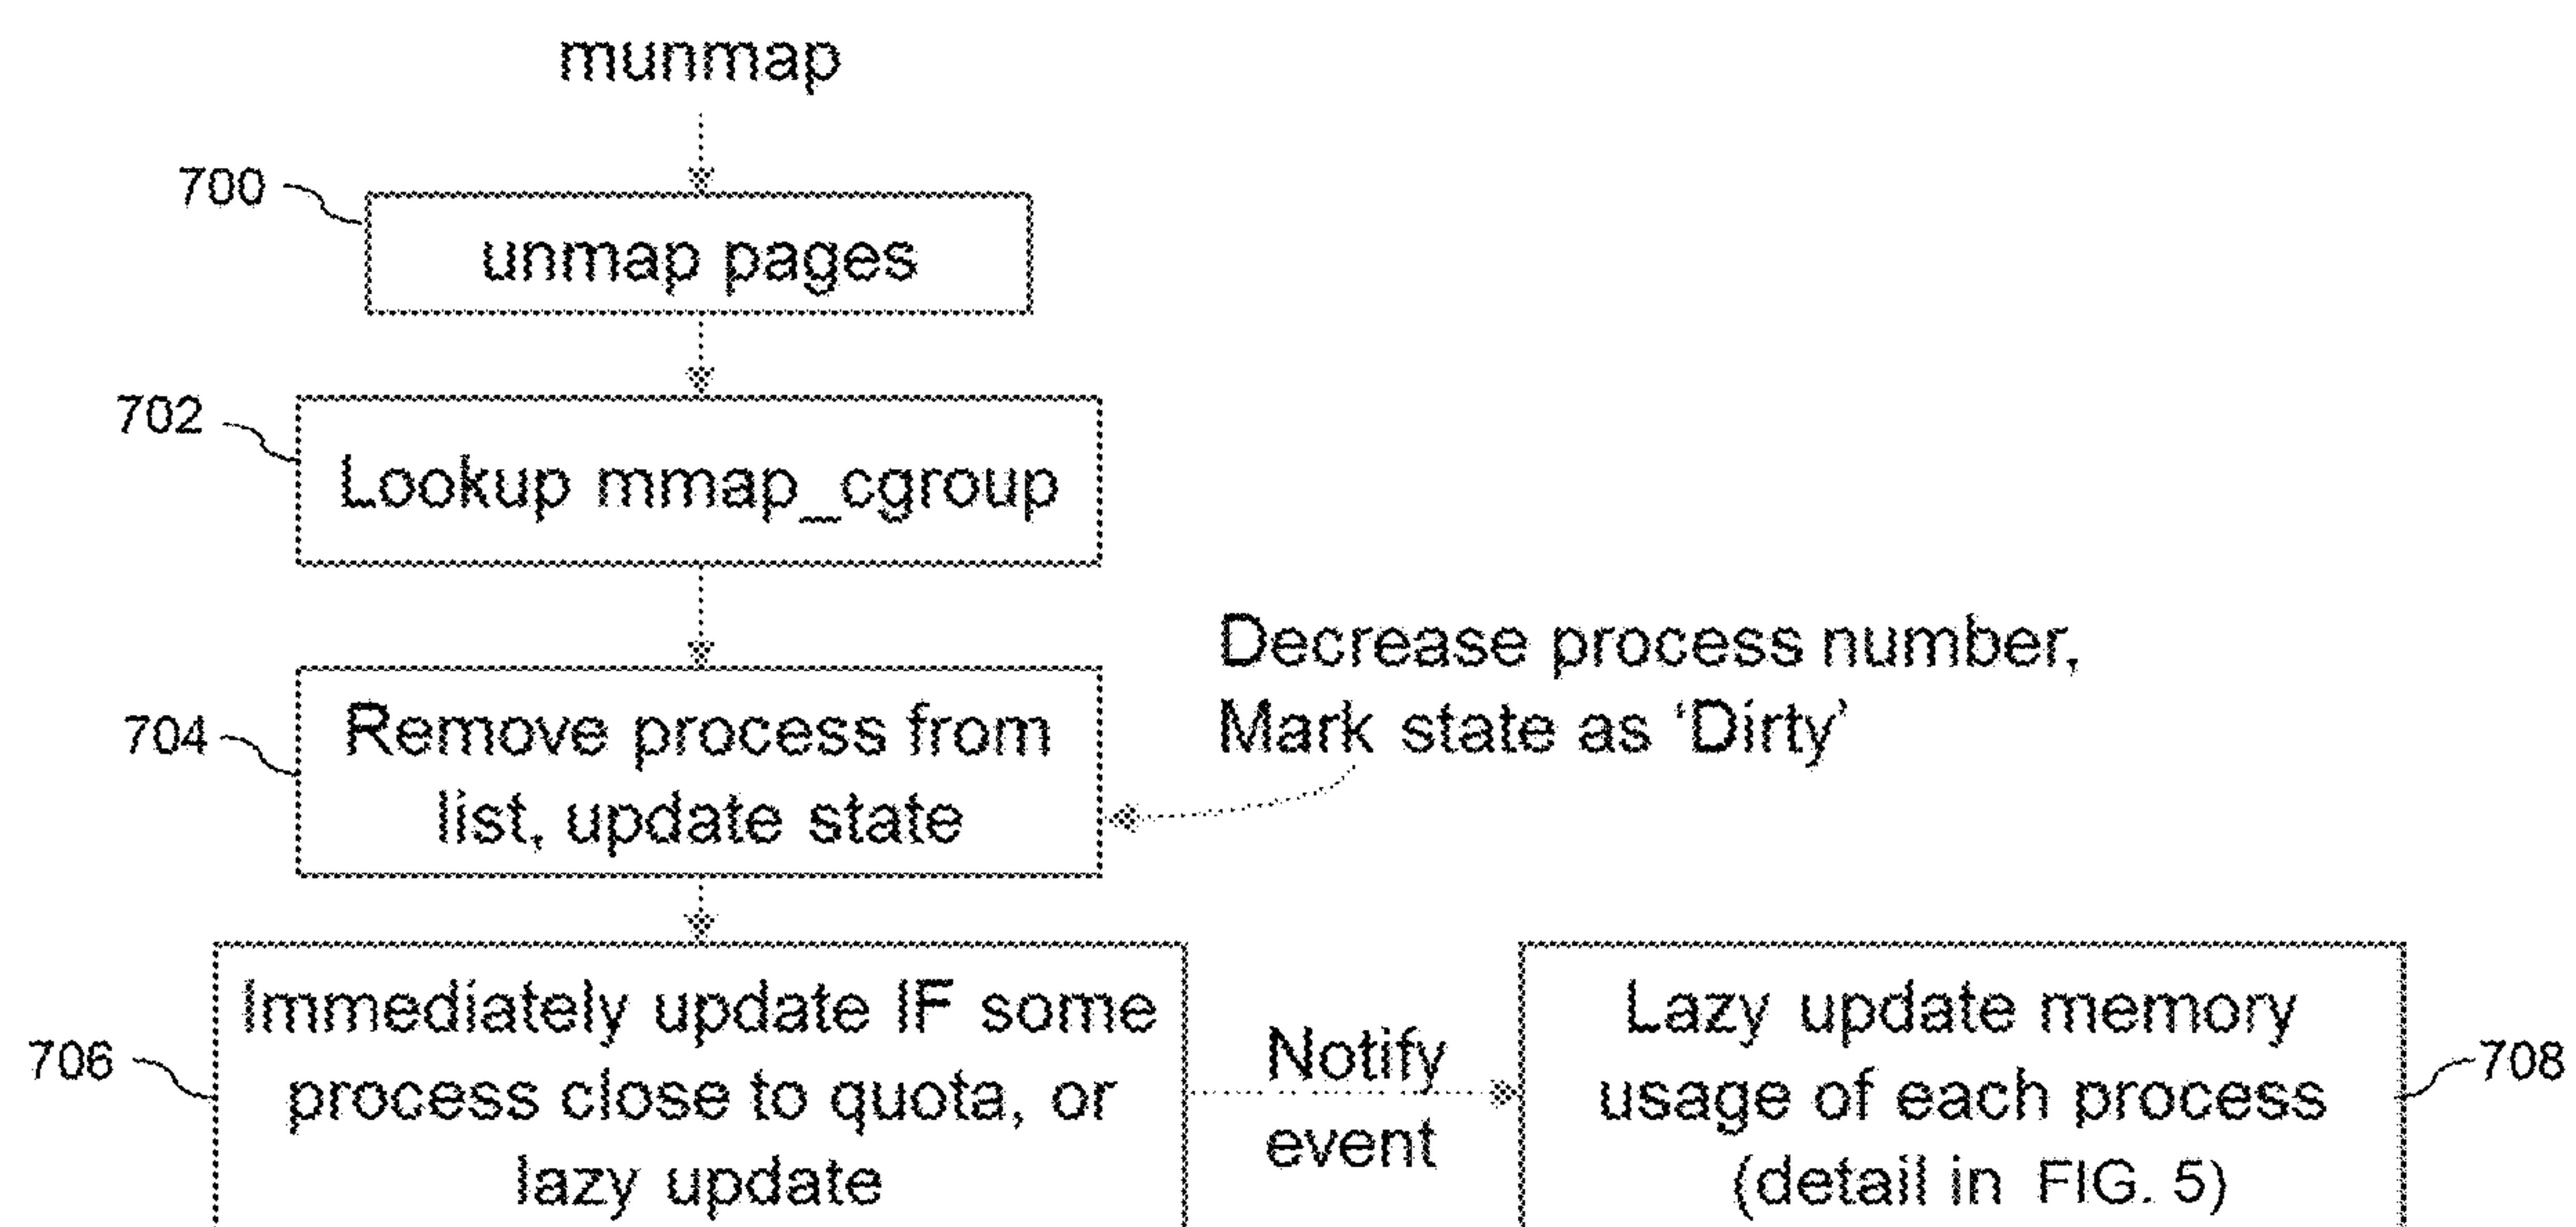 munmap
700
unmap pages
702
Lookup mmap_cgroup
Decrease process number,
Mark state as ‘Dirty’
704
Remove process from
list, update state
706
Immediately update IF some
process close to quota, or
lazy update
Notify
event
Lazy update memory
usage of each process
(detail in FIG. 5)
708